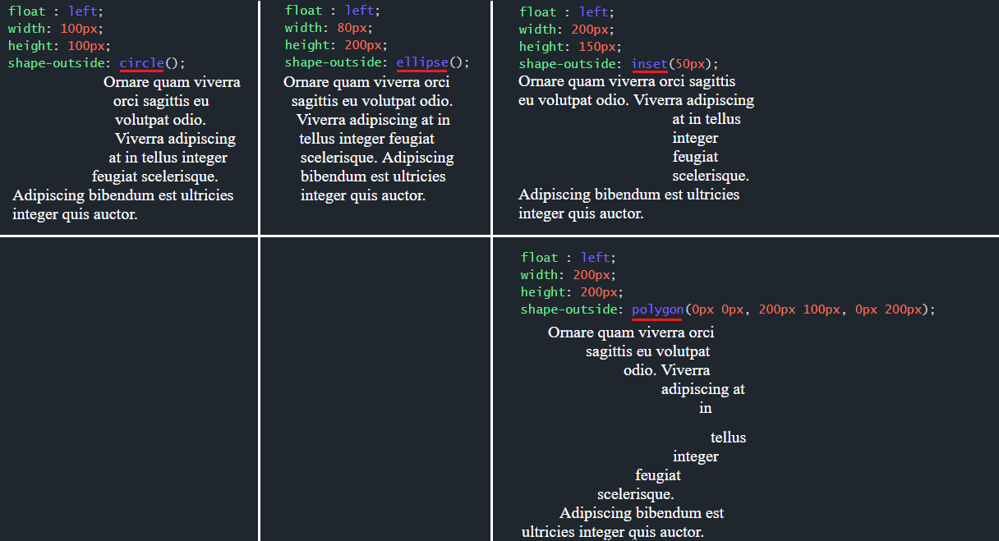 float : left;
width: 100px;
height: 100px;
shape-outside: circle();
Ornare quam viverra
orci sagittis eu
volutpat odio.
Viverra adipiscing
at in tellus integer
feugiat scelerisque.
Adipiscing bibendum est ultricies
integer quis auctor.
float : left;
width: 80px;
height: 200px;
shape-outside: ellipse();
Ornare quam viverra orci
sagittis eu volutpat odio.
Viverra adipiscing at in
tellus integer feugiat
scelerisque. Adipiscing
bibendum est ultricies
integer quis auctor.
float : left;
width: 200px;
height: 150px;
shape-outside: inset(50px);
Ornare quam viverra orci sagittis
eu volutpat odio. Viverra adipiscing
at in tellus
integer
feugiat
scelerisque.
Adipiscing bibendum est ultricies
integer quis auctor.
float : left;
width: 200px;
height: 200px;
shape-outside: polygon(0px 0px, 200px 100px, 0px 200px);
Ornare quam viverra orci
sagittis eu volutpat
odio. Viverra
adipiscing at
in
tellus
integer
feugiat
scelerisque.
Adipiscing bibendum est
ultricies integer quis auctor.